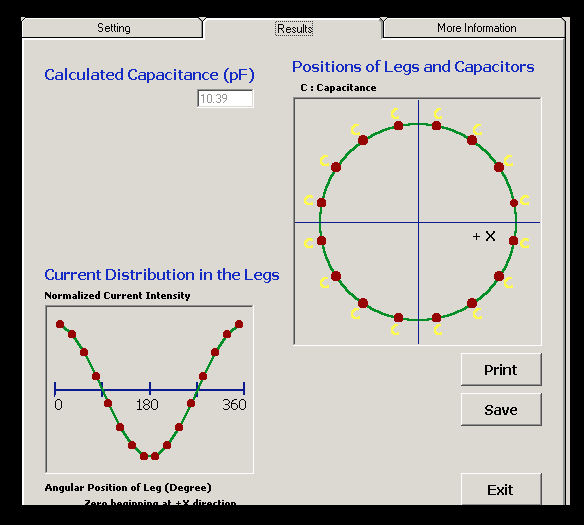 Setting
Results
More Information
Calculated Capacitance (pF)
10.39
Positions of Legs and Capacitors
C : Capacitance
C C
C C
C C
C C
+ X
C C
C C
C C
C C
Current Distribution in the Legs
Normalized Current Intensity
0 180 360
Angular Position of Leg (Degree)
Zero beginning at +X direction
Print
Save
Exit